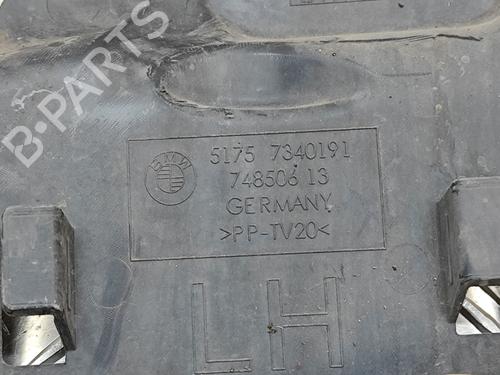 B-PARTS
BMW
5175 7340191
748506 13
GERMANY
>PP-TV20<
LH